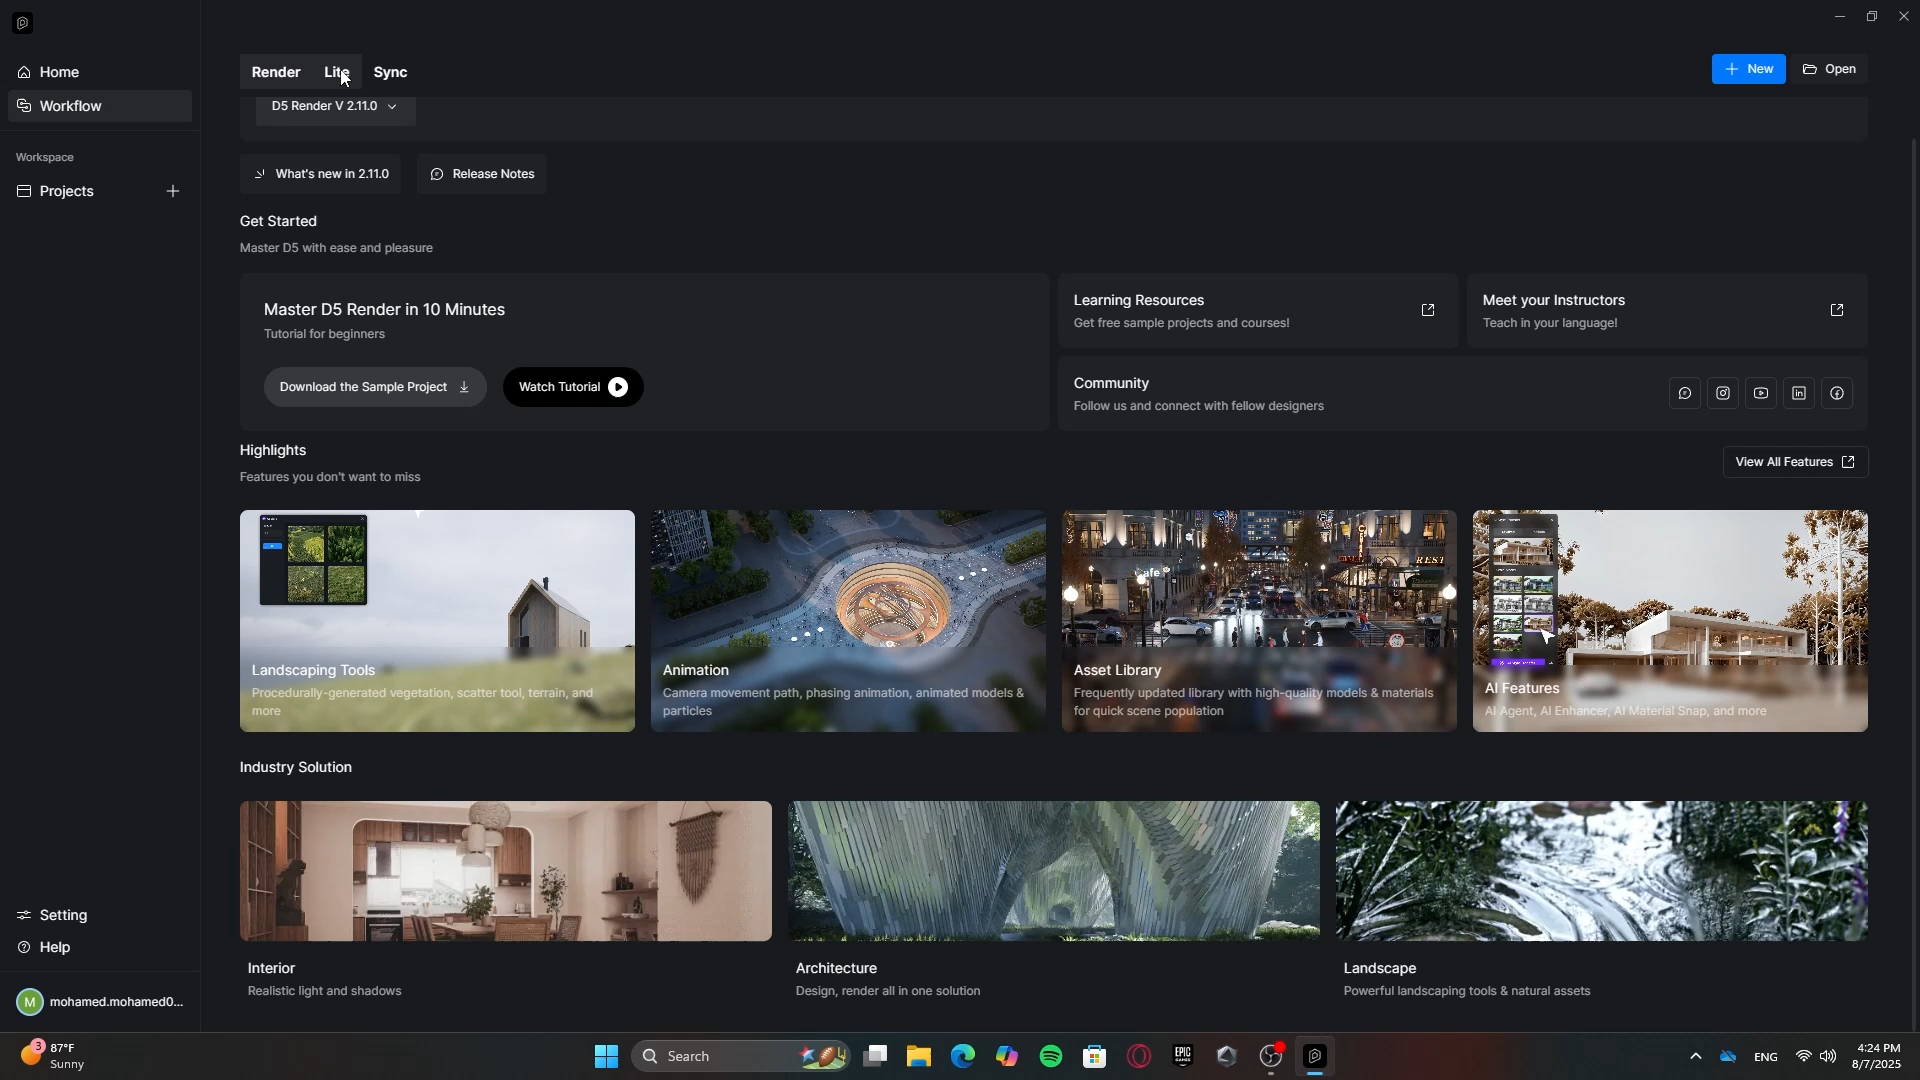 Home
Workflow
Workspace
Projects
Setting
Help
M mohamed.mohamed0...
Render Lite Sync
New Open
D5 Render V 2.11.0
What's new in 2.11.0 Release Notes
Get Started
Master D5 with ease and pleasure
Master D5 Render in 10 Minutes
Tutorial for beginners
Download the Sample Project Watch Tutorial
Learning Resources
Get free sample projects and courses!
Meet your Instructors
Teach in your language!
Community
Follow us and connect with fellow designers
Highlights
Features you don't want to miss
View All Features
Landscaping Tools
Procedurally-generated vegetation, scatter tool, terrain, and
more
Animation
Camera movement path, phasing animation, animated models &
particles
Cafe
REST
Asset Library
Frequently updated library with high-quality models & materials
for quick scene population
AI Features
AI Agent, AI Enhancer, AI Material Snap, and more
Industry Solution
Interior
Realistic light and shadows
Architecture
Design, render all in one solution
Landscape
Powerful landscaping tools & natural assets
3
87°F
Sunny
Search
EPIC
GAMES
ENG
4:24 PM
8/7/2025